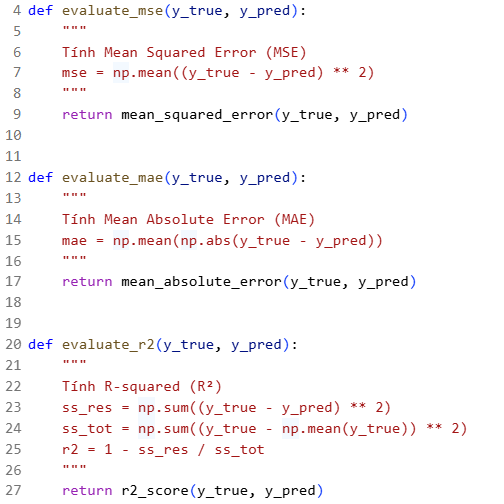 4 def evaluate_mse(y_true, y_pred):
5     """
6     Tính Mean Squared Error (MSE)
7     mse = np.mean((y_true - y_pred) ** 2)
8     """
9     return mean_squared_error(y_true, y_pred)
10
11
12 def evaluate_mae(y_true, y_pred):
13     """
14     Tính Mean Absolute Error (MAE)
15     mae = np.mean(np.abs(y_true - y_pred))
16     """
17     return mean_absolute_error(y_true, y_pred)
18
19
20 def evaluate_r2(y_true, y_pred):
21     """
22     Tính R-squared (R²)
23     ss_res = np.sum((y_true - y_pred) ** 2)
24     ss_tot = np.sum((y_true - np.mean(y_true)) ** 2)
25     r2 = 1 - ss_res / ss_tot
26     """
27     return r2_score(y_true, y_pred)